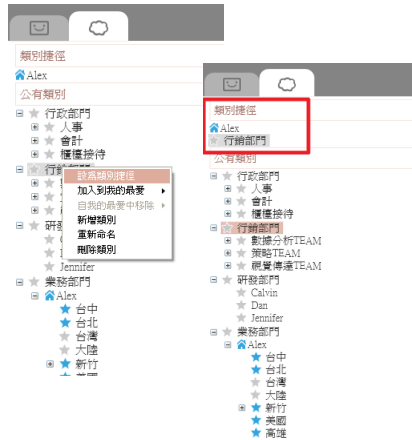 類別捷徑
Alex
公有類別
行政部門
人事
會計
櫃檯接待
行銷部門
設為類別捷徑
加入到我的最愛
自我的最愛中移除
新增類別
重新命名
刪除類別
Jennifer
業務部門
Alex
台中
台北
台灣
大陸
新竹
美國
類別捷徑
Alex
行銷部門
公有類別
行政部門
人事
會計
櫃檯接待
行銷部門
數據分析TEAM
策略TEAM
視覺傳達TEAM
研發部門
Calvin
Dan
Jennifer
業務部門
Alex
台中
台北
台灣
大陸
新竹
美國
高雄